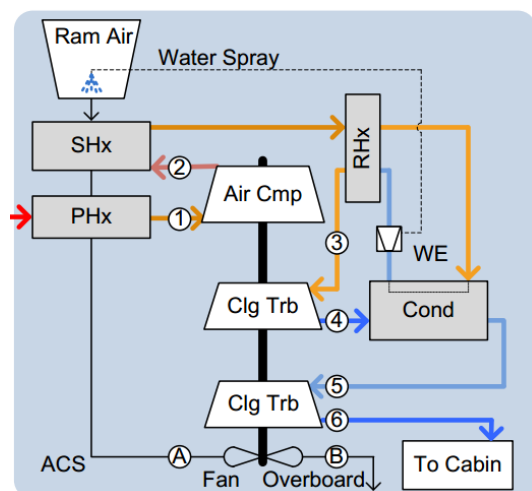 Ram Air
Water Spray
SHx
RHx
2
PHx
1
Air Cmp
3
WE
Clg Trb
4
Cond
5
Clg Trb
6
ACS
A
Fan
B
Overboard
To Cabin